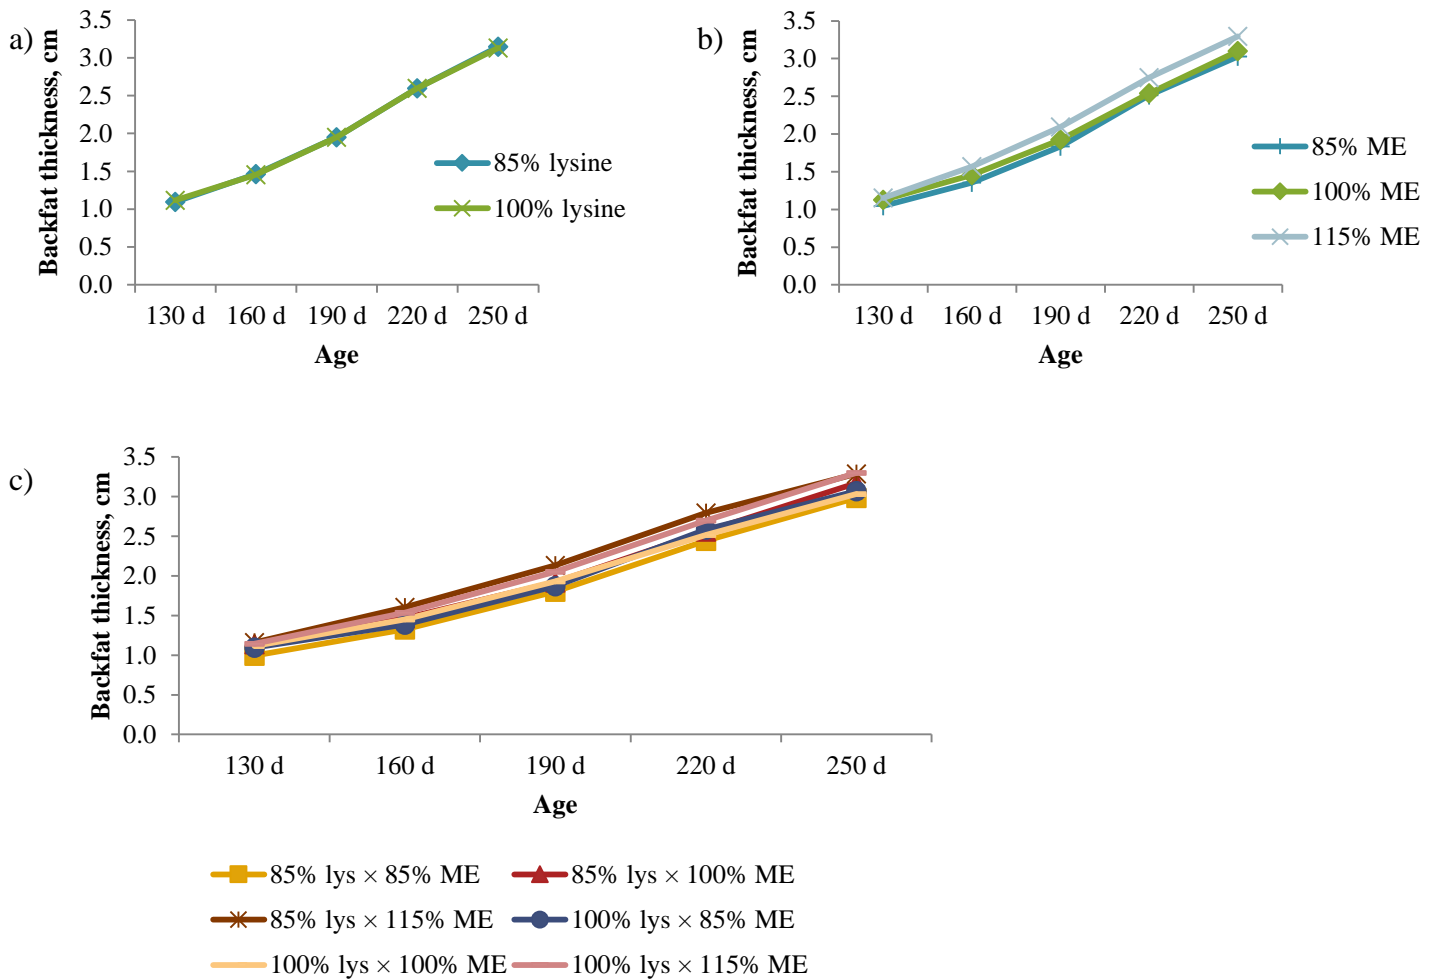 a)
Backfat thickness, cm
3.5
3.0
2.5
2.0
1.5
1.0
0.5
0.0
130 d 160 d 190 d 220 d 250 d
Age
85% lysine
100% lysine
b)
Backfat thickness, cm
3.5
3.0
2.5
2.0
1.5
1.0
0.5
0.0
130 d 160 d 190 d 220 d 250 d
Age
85% ME
100% ME
115% ME
c)
Backfat thickness, cm
3.5
3.0
2.5
2.0
1.5
1.0
0.5
0.0
130 d 160 d 190 d 220 d 250 d
Age
85% lys × 85% ME 85% lys × 100% ME
85% lys × 115% ME 100% lys × 85% ME
100% lys × 100% ME 100% lys × 115% ME